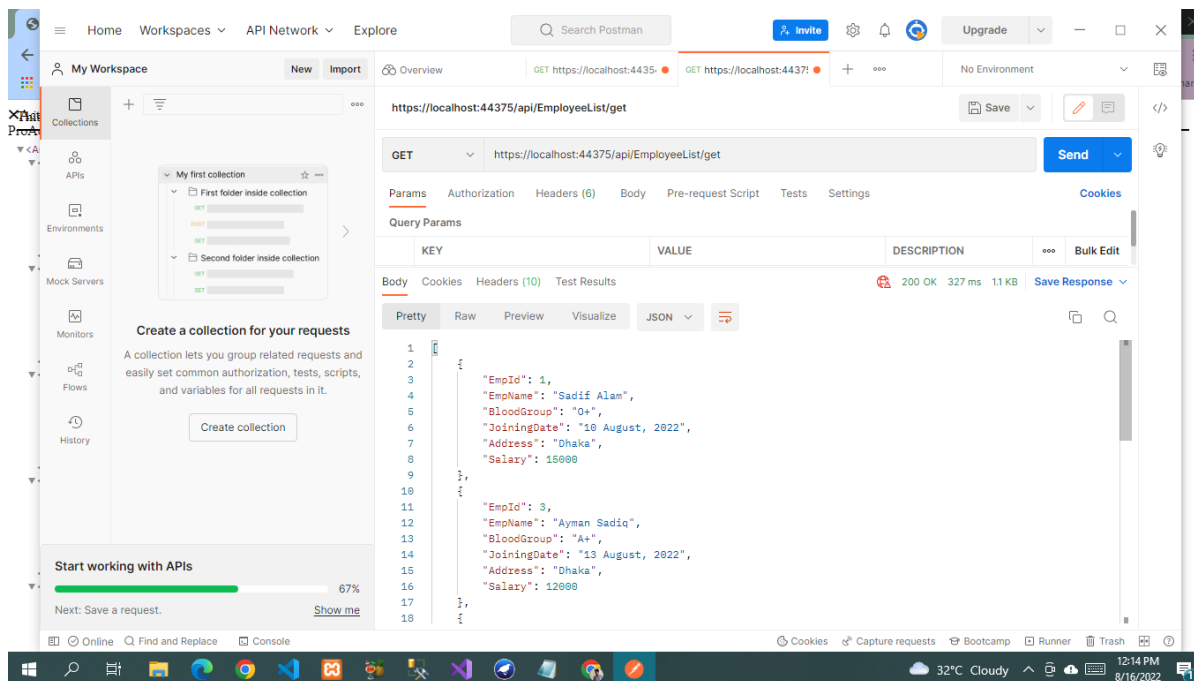 Home Workspaces API Network Explore Search Postman Invite Upgrade
My Workspace New Import Overview GET https://localhost:4435 GET https://localhost:4437! No Environment
https://localhost:44375/api/EmployeeList/get Save
Collections
APIs
Environments
Mock Servers
Monitors
Flows
History
My first collection
First folder inside collection
GET
POST
GET
Second folder inside collection
GET
GET
Create a collection for your requests
A collection lets you group related requests and
easily set common authorization, tests, scripts,
and variables for all requests in it.
Create collection
Start working with APIs
67%
Next: Save a request. Show me
GET https://localhost:44375/api/EmployeeList/get Send
Params Authorization Headers (6) Body Pre-request Script Tests Settings Cookies
Query Params
KEY VALUE DESCRIPTION Bulk Edit
Body Cookies Headers (10) Test Results 200 OK 327 ms 1.1 KB Save Response
Pretty Raw Preview Visualize JSON
1 [
2 {
3 "EmpId": 1,
4 "EmpName": "Sadif Alam",
5 "BloodGroup": "O+",
6 "JoiningDate": "10 August, 2022",
7 "Address": "Dhaka",
8 "Salary": 15000
9 },
10 {
11 "EmpId": 3,
12 "EmpName": "Ayman Sadiq",
13 "BloodGroup": "A+",
14 "JoiningDate": "13 August, 2022",
15 "Address": "Dhaka",
16 "Salary": 12000
17 },
18 {
Online Find and Replace Console Cookies Capture requests Bootcamp Runner Trash
32°C Cloudy 12:14 PM
8/16/2022